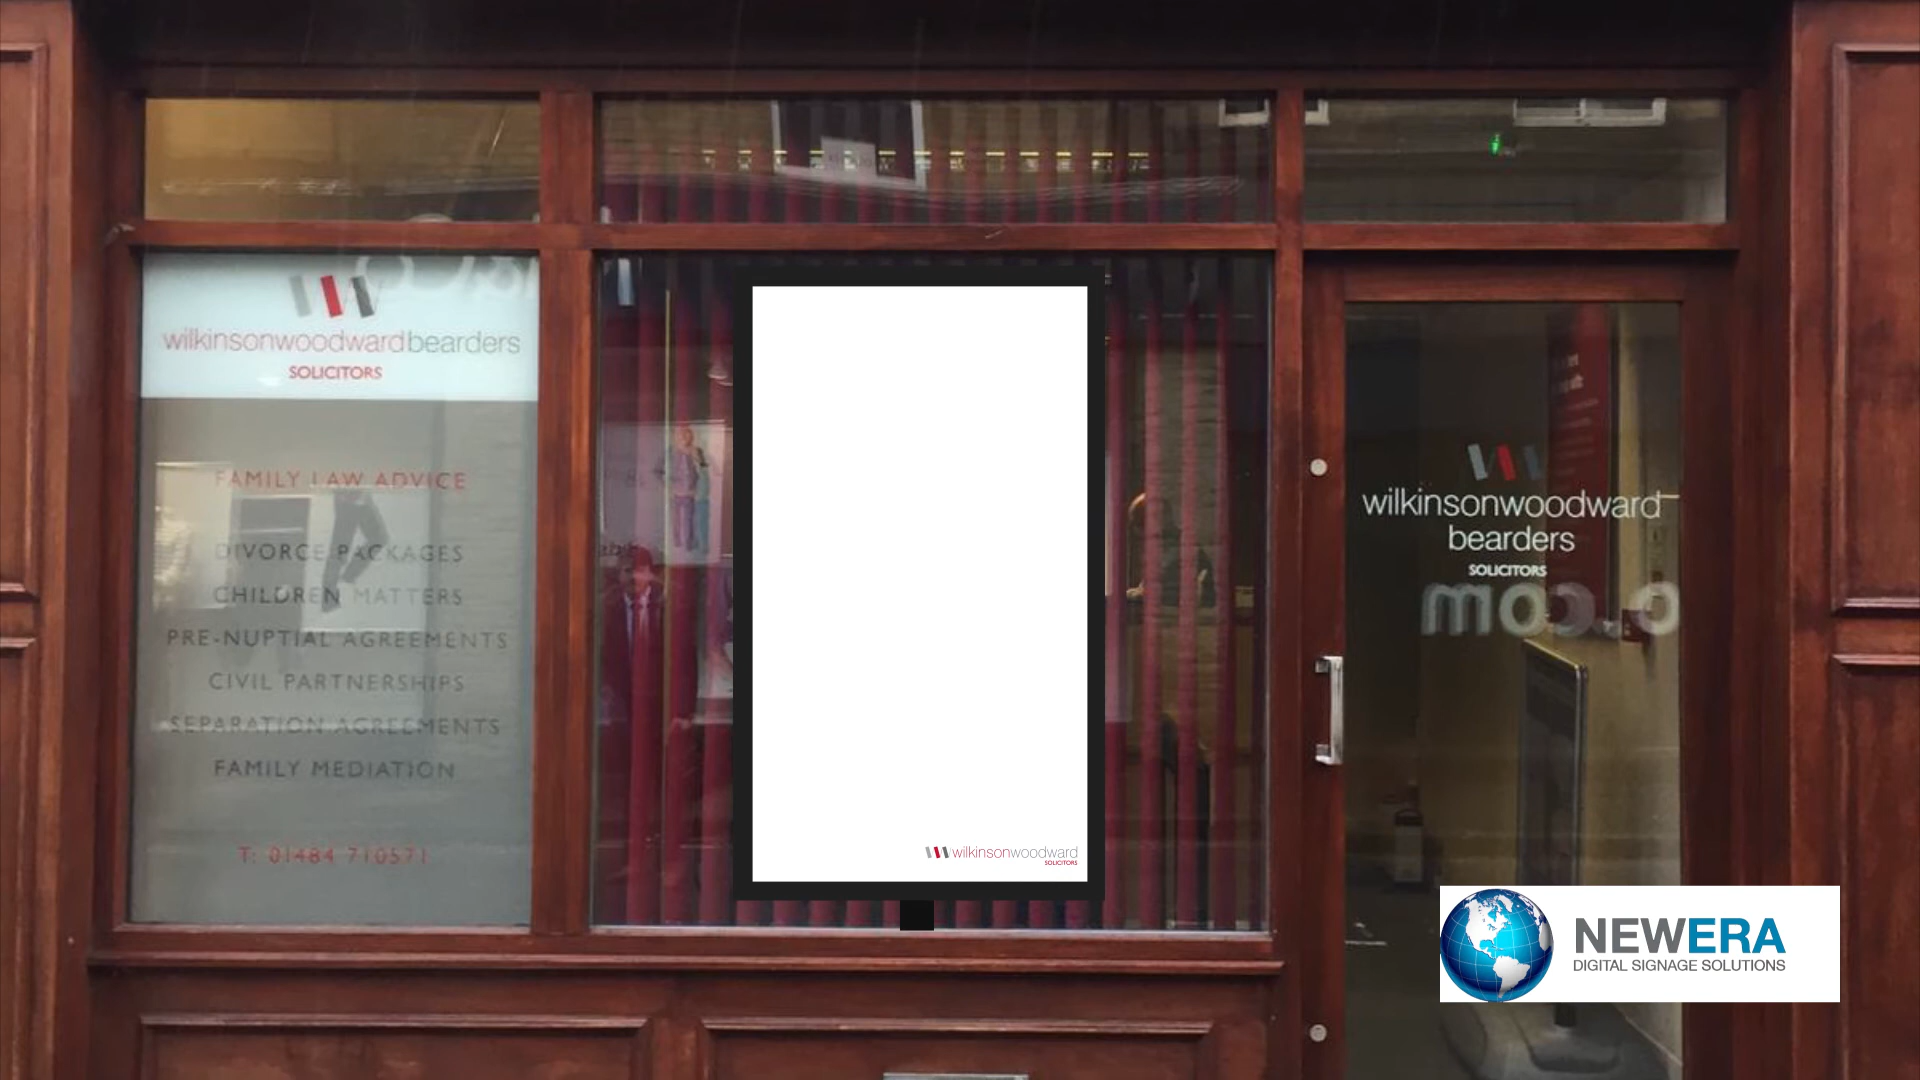 wilkinsonwoodwardbearders
SOLICITORS
FAMILY LAW ADVICE
DIVORCE PACKAGES
CHILDREN MATTERS
PRE-NUPTIAL AGREEMENTS
CIVIL PARTNERSHIPS
SEPARATION AGREEMENTS
FAMILY MEDIATION
T: 01484 710571
wilkinsonwoodward
SOLICITORS
wilkinsonwoodward
bearders
SOLICITORS
NEWERA
DIGITAL SIGNAGE SOLUTIONS